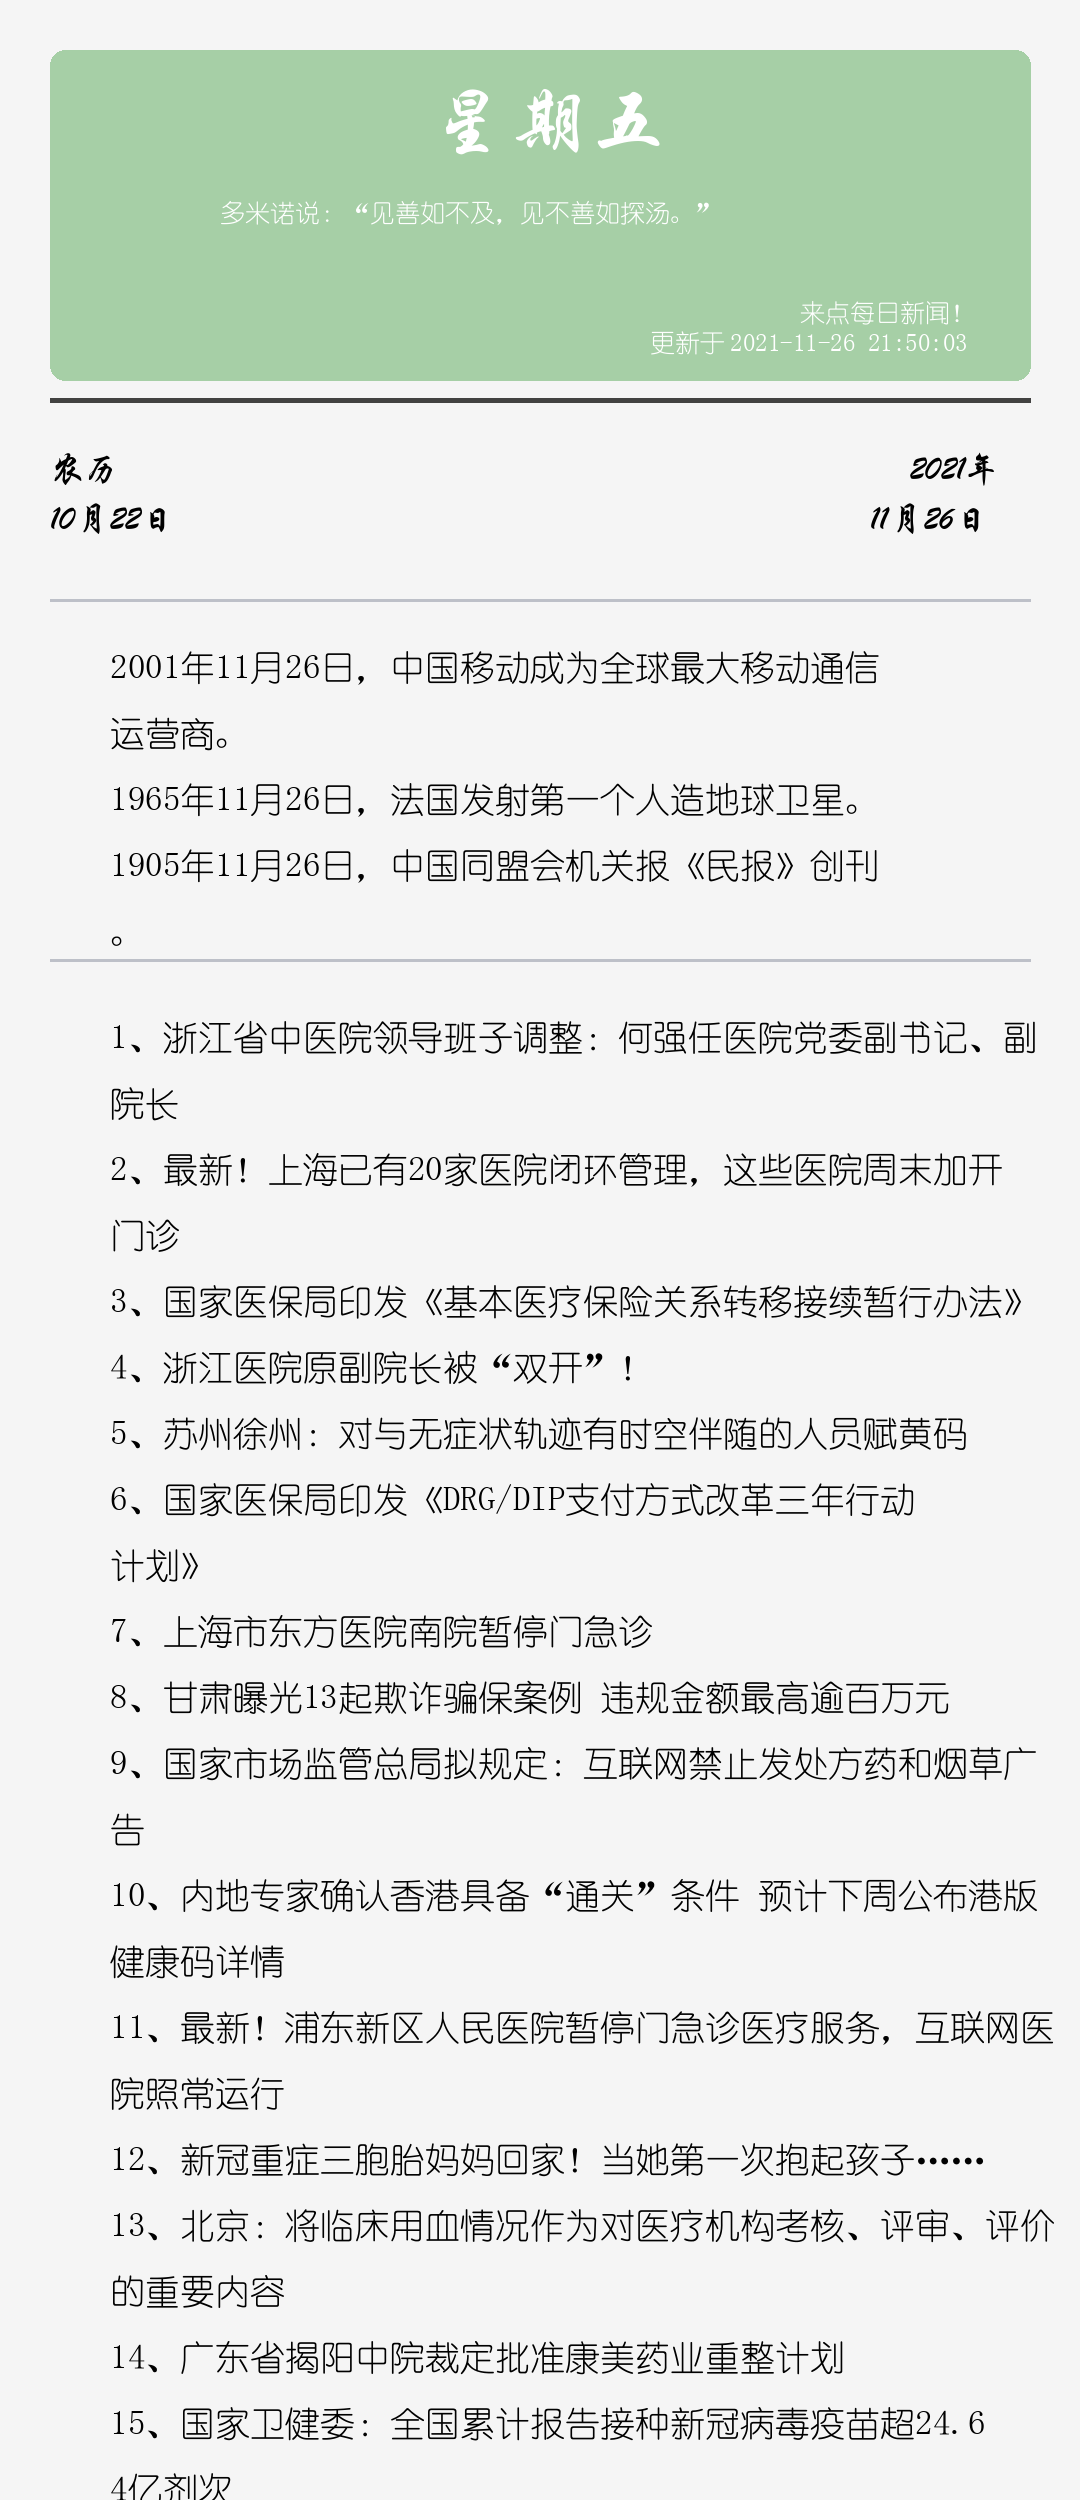 星期五
多米诺说：“见善如不及，见不善如探汤。”
来点每日新闻！
更新于 2021-11-26 21:50:03
农历
2021年
10月22日
11月26日
2001年11月26日，中国移动成为全球最大移动通信
运营商。
1965年11月26日，法国发射第一个人造地球卫星。
1905年11月26日，中国同盟会机关报《民报》创刊
。
1、浙江省中医院领导班子调整：何强任医院党委副书记、副
院长
2、最新！上海已有20家医院闭环管理，这些医院周末加开
门诊
3、国家医保局印发《基本医疗保险关系转移接续暂行办法》
4、浙江医院原副院长被“双开”！
5、苏州徐州：对与无症状轨迹有时空伴随的人员赋黄码
6、国家医保局印发《DRG/DIP支付方式改革三年行动
计划》
7、上海市东方医院南院暂停门急诊
8、甘肃曝光13起欺诈骗保案例 违规金额最高逾百万元
9、国家市场监管总局拟规定：互联网禁止发处方药和烟草广
告
10、内地专家确认香港具备“通关”条件 预计下周公布港版
健康码详情
11、最新！浦东新区人民医院暂停门急诊医疗服务，互联网医
院照常运行
12、新冠重症三胞胎妈妈回家！当她第一次抱起孩子……
13、北京：将临床用血情况作为对医疗机构考核、评审、评价
的重要内容
14、广东省揭阳中院裁定批准康美药业重整计划
15、国家卫健委：全国累计报告接种新冠病毒疫苗超24.6
4亿剂次